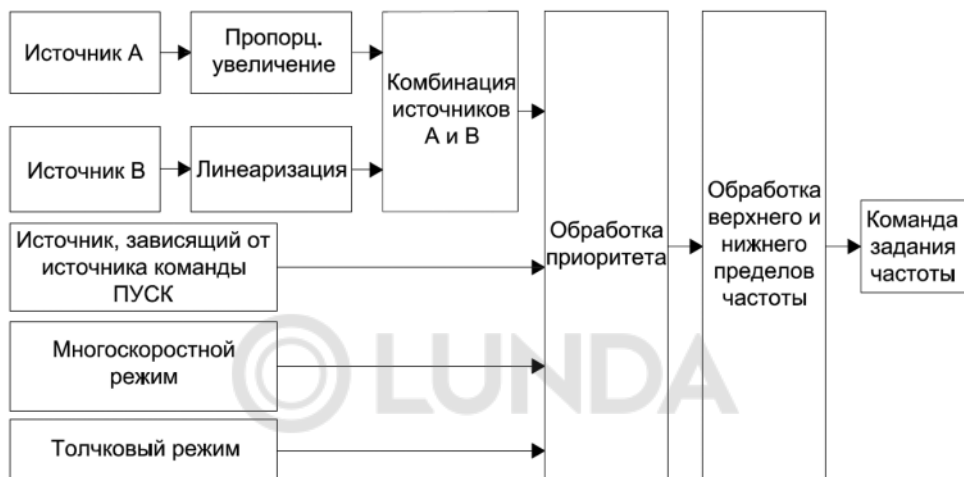 Источник А
Пропорц.
увеличение
Комбинация
источников
А и В
Источник В
Линеаризация
Источник, зависящий от
источника команды
ПУСК
Многоскоростной
режим
Толчковый режим
Обработка
приоритета
Обработка
верхнего и
нижнего
пределов
частоты
Команда
задания
частоты
LUNDA